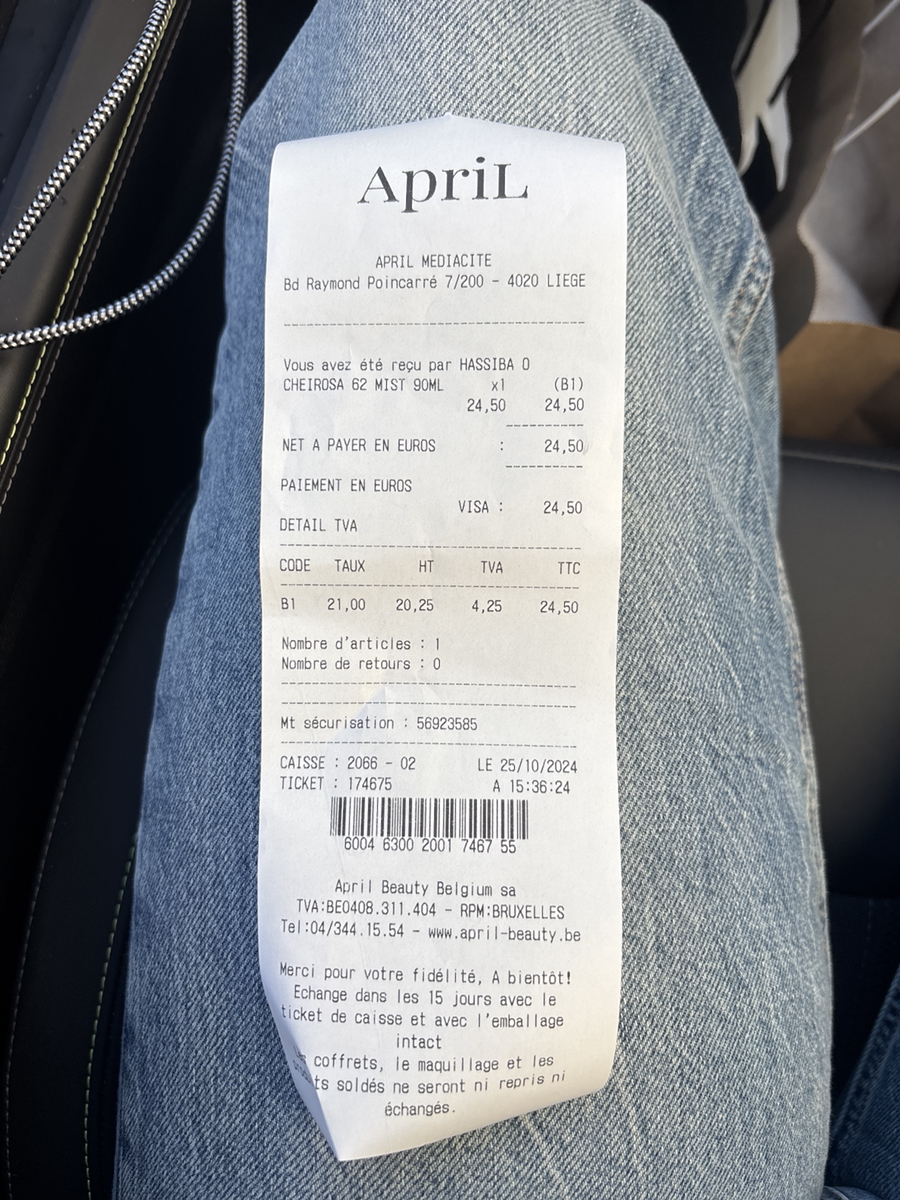 ApriL
APRIL MEDIACITE
Bd Raymond Poincarré 7/200 - 4020 LIEGE
Vous avez été reçu par HASSIBA O
CHEIROSA 62 MIST 90ML x1 (B1)
24,50 24,50
NET A PAYER EN EUROS : 24,50
PAIEMENT EN EUROS
VISA : 24,50
DETAIL TVA
CODE TAUX HT TVA TTC
B1 21,00 20,25 4,25 24,50
Nombre d'articles : 1
Nombre de retours : 0
Mt sécurisation : 56923585
CAISSE : 2066 - 02 LE 25/10/2024
TICKET : 174675 A 15:36:24
6004 6300 2001 7467 55
April Beauty Belgium sa
TVA:BE0408.311.404 - RPM:BRUXELLES
Tel:04/344.15.54 - www.april-beauty.be
Merci pour votre fidélité, A bientôt!
Echange dans les 15 jours avec le
ticket de caisse et avec l'emballage
intact
coffrets, le maquillage et les
soldés ne seront ni repris ni
échangés.